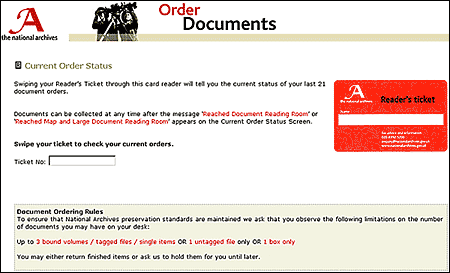 Order
Documents
A
the national archives
Current Order Status
Swiping your Reader's Ticket through this card reader will tell you the current status of your last 21
document orders.
A
the national archives
Reader's ticket
Name
Documents can be collected at any time after the message 'Reached Document Reading Room' or
'Reached Map and Large Document Reading Room' appears on the Current Order Status Screen.
Swipe your ticket to check your current orders.
Ticket No:
Document Ordering Rules
To ensure that National Archives preservation standards are maintained we ask that you observe the following limitations on the number
of documents you may have on your desk:
Up to 3 bound volumes / tagged files / single items OR 1 untagged file only OR 1 box only
You may either return finished items or ask us to hold them for you until later.